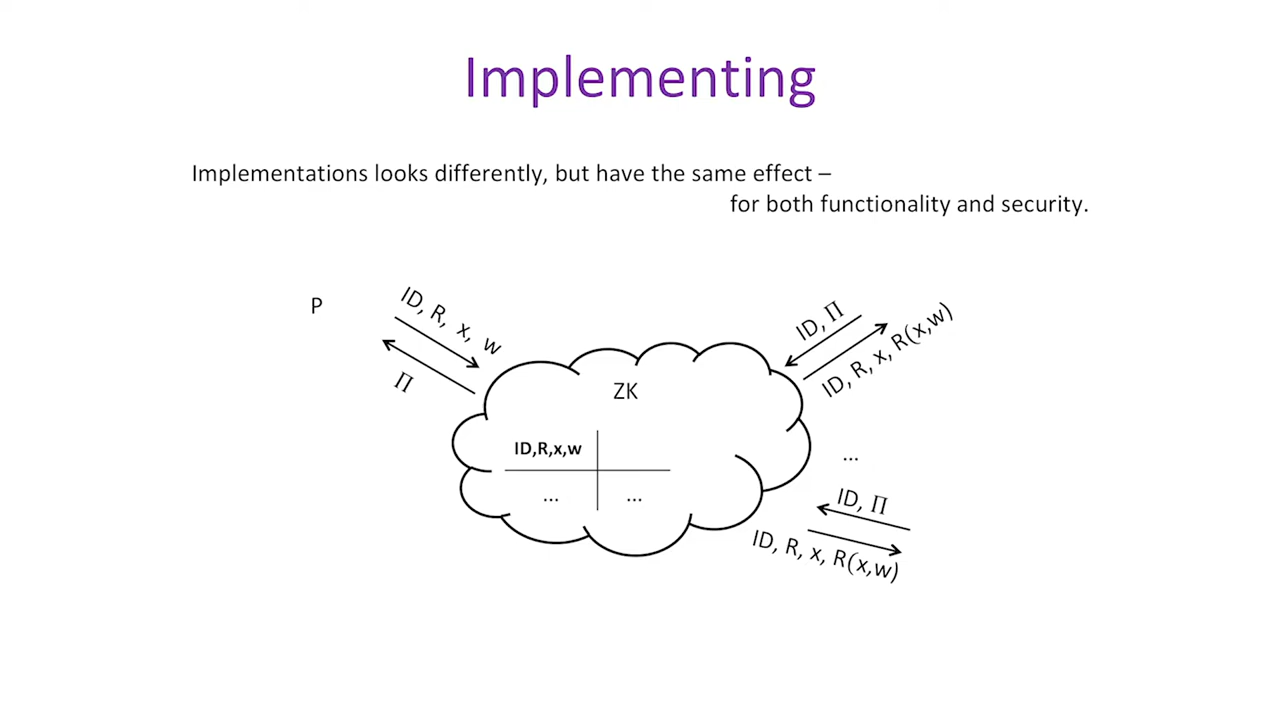 Implementing
Implementations looks differently, but have the same effect –
for both functionality and security.
P
ID, R, x, w
Π
ZK
ID,R,x,w
...
...
ID, Π
ID, R, x, R(x,w)
...
ID, Π
ID, R, x, R(x,w)